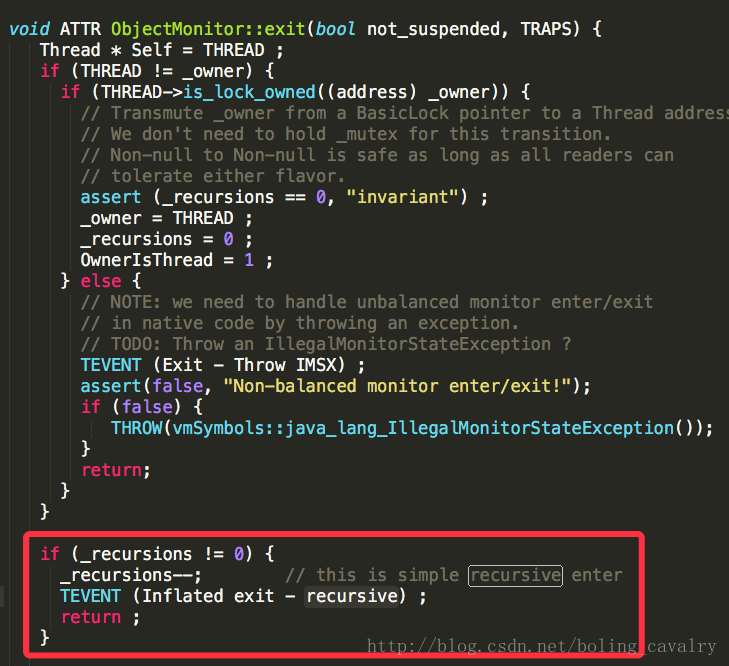 void ATTR ObjectMonitor::exit(bool not_suspended, TRAPS) {
Thread * Self = THREAD ;
if (THREAD != _owner) {
if (THREAD->is_lock_owned((address) _owner)) {
// Transmute _owner from a BasicLock pointer to a Thread address
// We don't need to hold _mutex for this transition.
// Non-null to Non-null is safe as long as all readers can
// tolerate either flavor.
assert (_recursions == 0, "invariant") ;
_owner = THREAD ;
_recursions = 0 ;
OwnerIsThread = 1 ;
} else {
// NOTE: we need to handle unbalanced monitor enter/exit
// in native code by throwing an exception.
// TODO: Throw an IllegalMonitorStateException ?
TEVENT (Exit - Throw IMSX) ;
assert(false, "Non-balanced monitor enter/exit!");
if (false) {
THROW(vmSymbols::java_lang_IllegalMonitorStateException());
}
return;
}
}
if (_recursions != 0) {
_recursions--; // this is simple recursive enter
TEVENT (Inflated exit - recursive) ;
return ;
}
http://blog.csdn.net/boling_cavalry